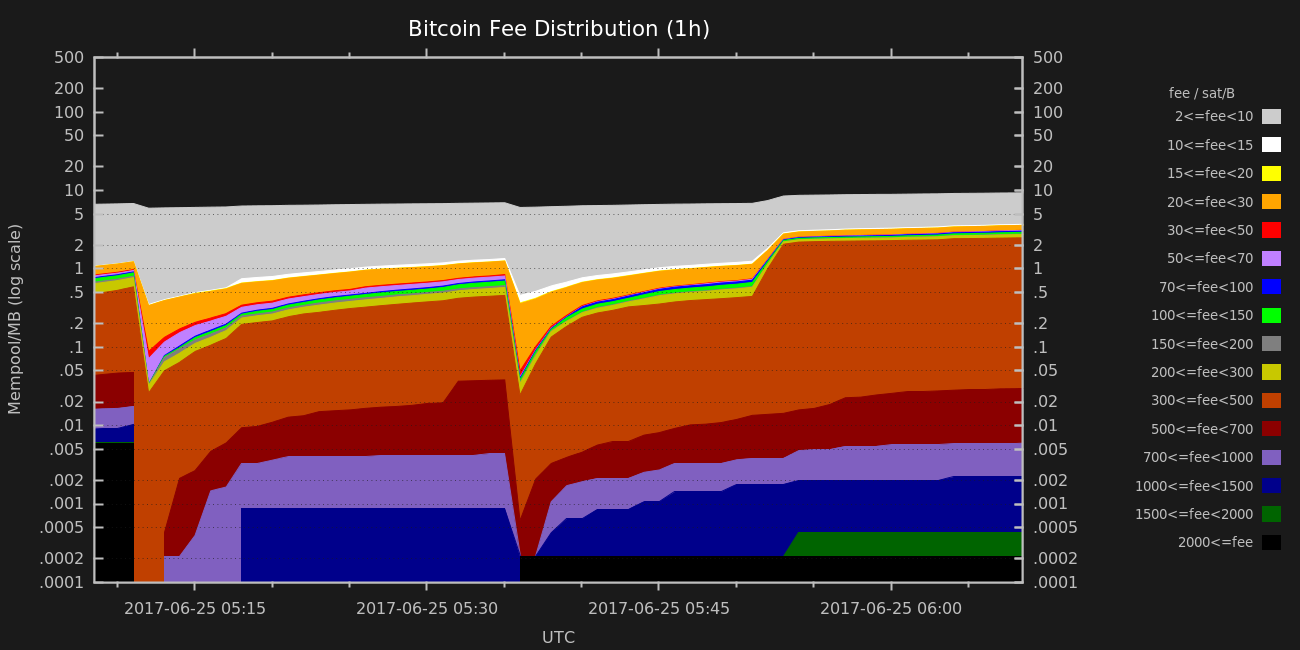 Bitcoin Fee Distribution (1h)
Mempool/MB (log scale)
500
200
100
50
20
10
5
2
1
.5
.2
.1
.05
.02
.01
.005
.002
.001
.0005
.0002
.0001
500
200
100
50
20
10
5
2
1
.5
.2
.1
.05
.02
.01
.005
.002
.001
.0005
.0002
.0001
2017-06-25 05:15 2017-06-25 05:30 2017-06-25 05:45 2017-06-25 06:00
UTC
fee / sat/B
2<=fee<10
10<=fee<15
15<=fee<20
20<=fee<30
30<=fee<50
50<=fee<70
70<=fee<100
100<=fee<150
150<=fee<200
200<=fee<300
300<=fee<500
500<=fee<700
700<=fee<1000
1000<=fee<1500
1500<=fee<2000
2000<=fee